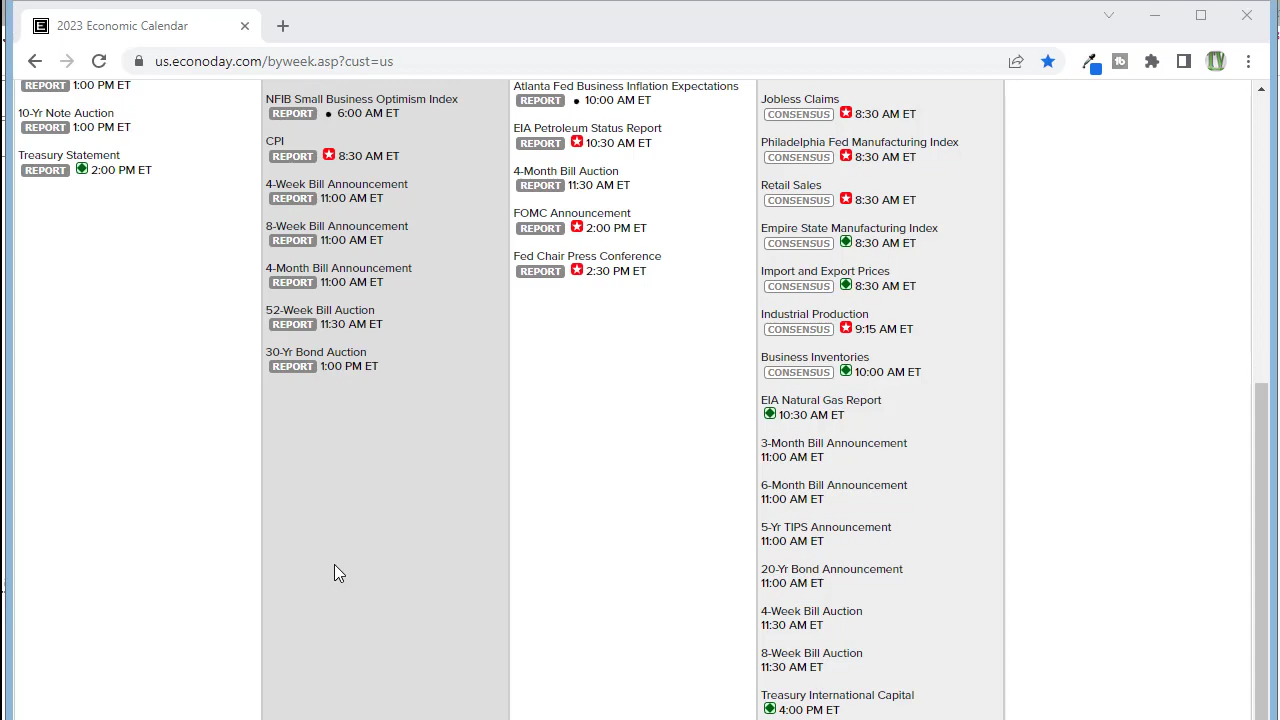 2023 Economic Calendar
us.econoday.com/byweek.asp?cust=us
REPORT 1:00 PM ET
10-Yr Note Auction
REPORT 1:00 PM ET
Treasury Statement
REPORT 2:00 PM ET
NFIB Small Business Optimism Index
REPORT 6:00 AM ET
CPI
REPORT 8:30 AM ET
4-Week Bill Announcement
REPORT 11:00 AM ET
8-Week Bill Announcement
REPORT 11:00 AM ET
4-Month Bill Announcement
REPORT 11:00 AM ET
52-Week Bill Auction
REPORT 11:30 AM ET
30-Yr Bond Auction
REPORT 1:00 PM ET
Atlanta Fed Business Inflation Expectations
REPORT 10:00 AM ET
EIA Petroleum Status Report
REPORT 10:30 AM ET
4-Month Bill Auction
REPORT 11:30 AM ET
FOMC Announcement
REPORT 2:00 PM ET
Fed Chair Press Conference
REPORT 2:30 PM ET
Jobless Claims
CONSENSUS 8:30 AM ET
Philadelphia Fed Manufacturing Index
CONSENSUS 8:30 AM ET
Retail Sales
CONSENSUS 8:30 AM ET
Empire State Manufacturing Index
CONSENSUS 8:30 AM ET
Import and Export Prices
CONSENSUS 8:30 AM ET
Industrial Production
CONSENSUS 9:15 AM ET
Business Inventories
CONSENSUS 10:00 AM ET
EIA Natural Gas Report
10:30 AM ET
3-Month Bill Announcement
11:00 AM ET
6-Month Bill Announcement
11:00 AM ET
5-Yr TIPS Announcement
11:00 AM ET
20-Yr Bond Announcement
11:00 AM ET
4-Week Bill Auction
11:30 AM ET
8-Week Bill Auction
11:30 AM ET
Treasury International Capital
4:00 PM ET